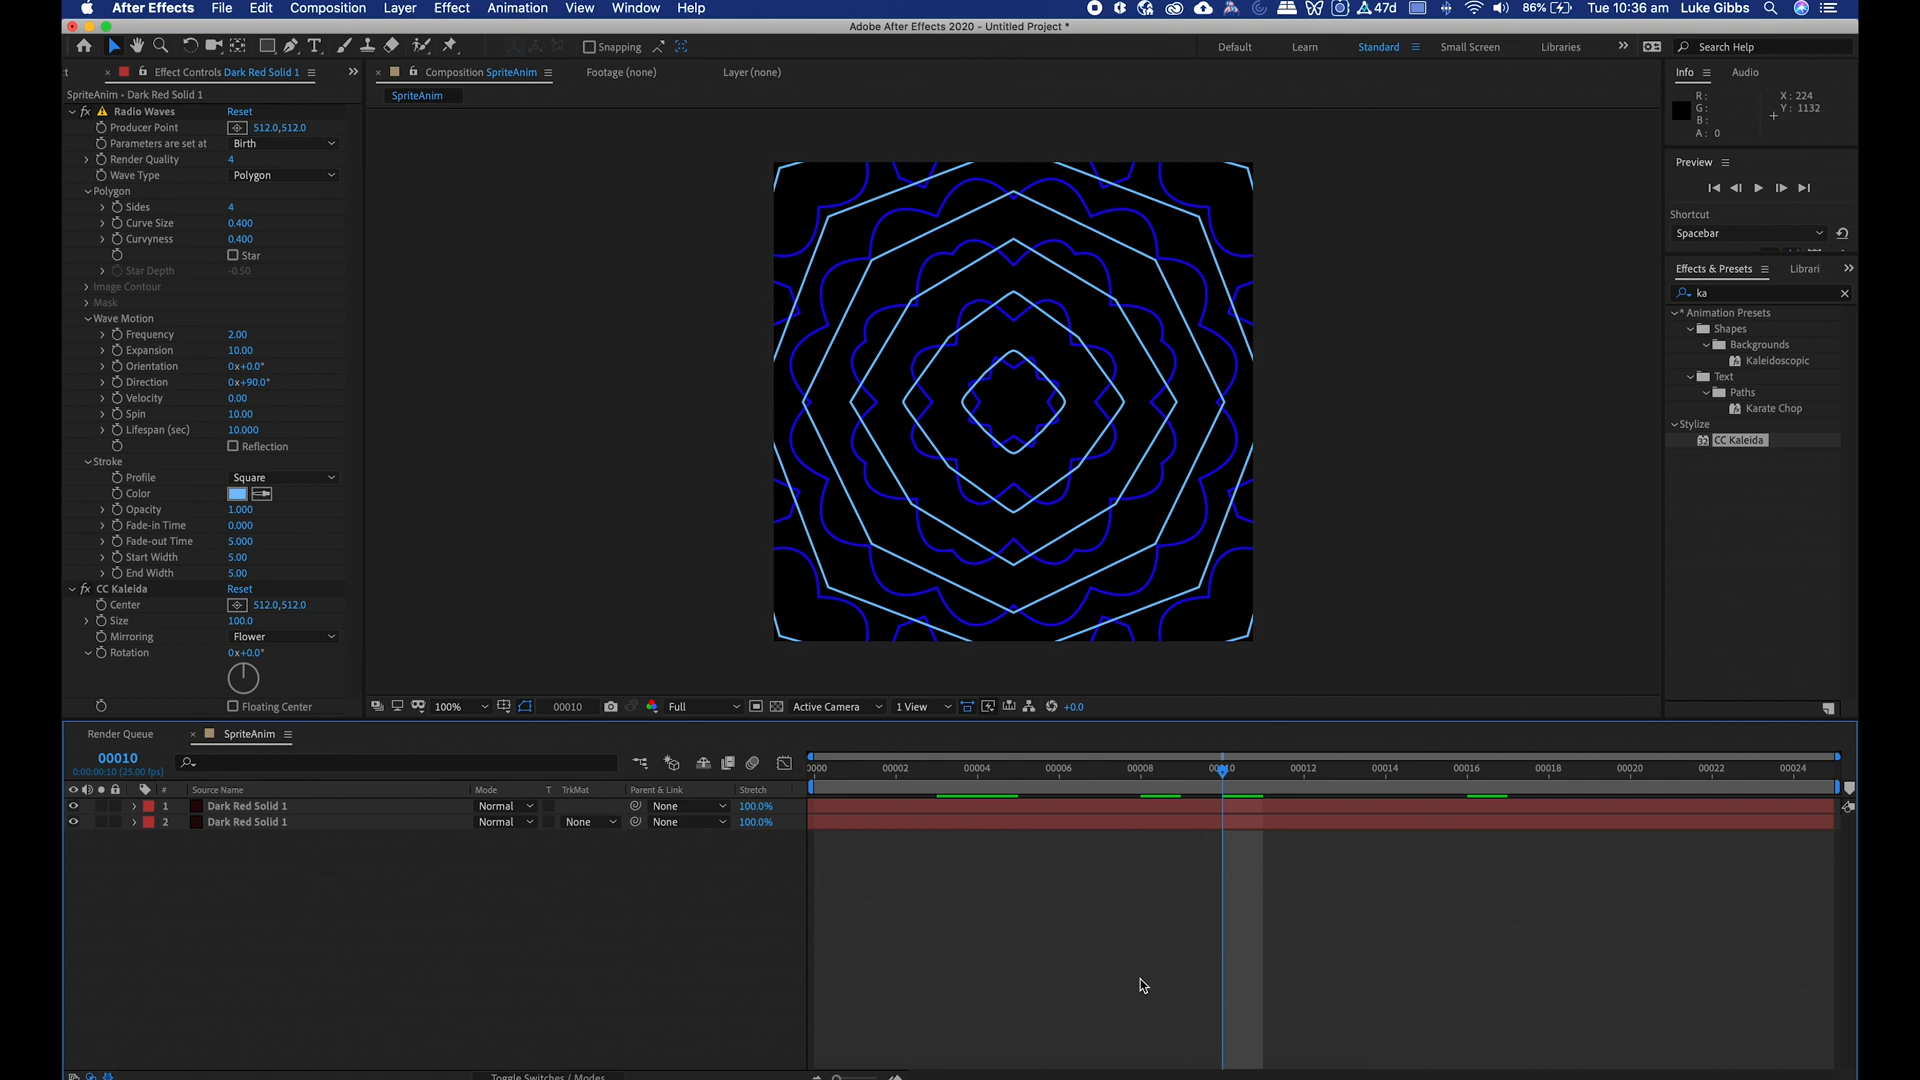 After Effects File Edit Composition Layer Effect Animation View Window Help 47d 86% Tue 10:36 am Luke Gibbs
Adobe After Effects 2020 - Untitled Project *
Snapping Default Learn Standard Small Screen Libraries Search Help
Effect Controls Dark Red Solid 1 Composition SpriteAnim Footage (none) Layer (none) Info Audio
SpriteAnim • Dark Red Solid 1 SpriteAnim
R: X: 224
G: Y: 1132
B:
A: 0
fx Radio Waves Reset
Producer Point 512.0,512.0
Parameters are set at Birth
Render Quality 4
Wave Type Polygon
Polygon
Sides 4
Curve Size 0.400
Curvyness 0.400
Star
Star Depth -0.50
Image Contour
Mask
Wave Motion
Frequency 2.00
Expansion 10.00
Orientation 0x+0.0°
Direction 0x+90.0°
Velocity 0.00
Spin 10.00
Lifespan (sec) 10.000
Reflection
Stroke
Profile Square
Color
Opacity 1.000
Fade-in Time 0.000
Fade-out Time 5.000
Start Width 5.00
End Width 5.00
fx CC Kaleida Reset
Center 512.0,512.0
Size 100.0
Mirroring Flower
Rotation 0x+0.0°
Floating Center
Preview
Shortcut
Spacebar
Effects & Presets Librari
ka
* Animation Presets
Shapes
Backgrounds
Kaleidoscopic
Text
Paths
Karate Chop
Stylize
CC Kaleida
100% 00010 Full Active Camera 1 View +0.0
Render Queue SpriteAnim
00010
0:00:00:10 (25.00 fps)
00002 00004 00006 00008 00012 00014 00016 00018 00020 00022 00024
# Source Name Mode T TrkMat Parent & Link Stretch
1 Dark Red Solid 1 Normal None 100.0%
2 Dark Red Solid 1 Normal None None 100.0%
Toggle Switches / Modes